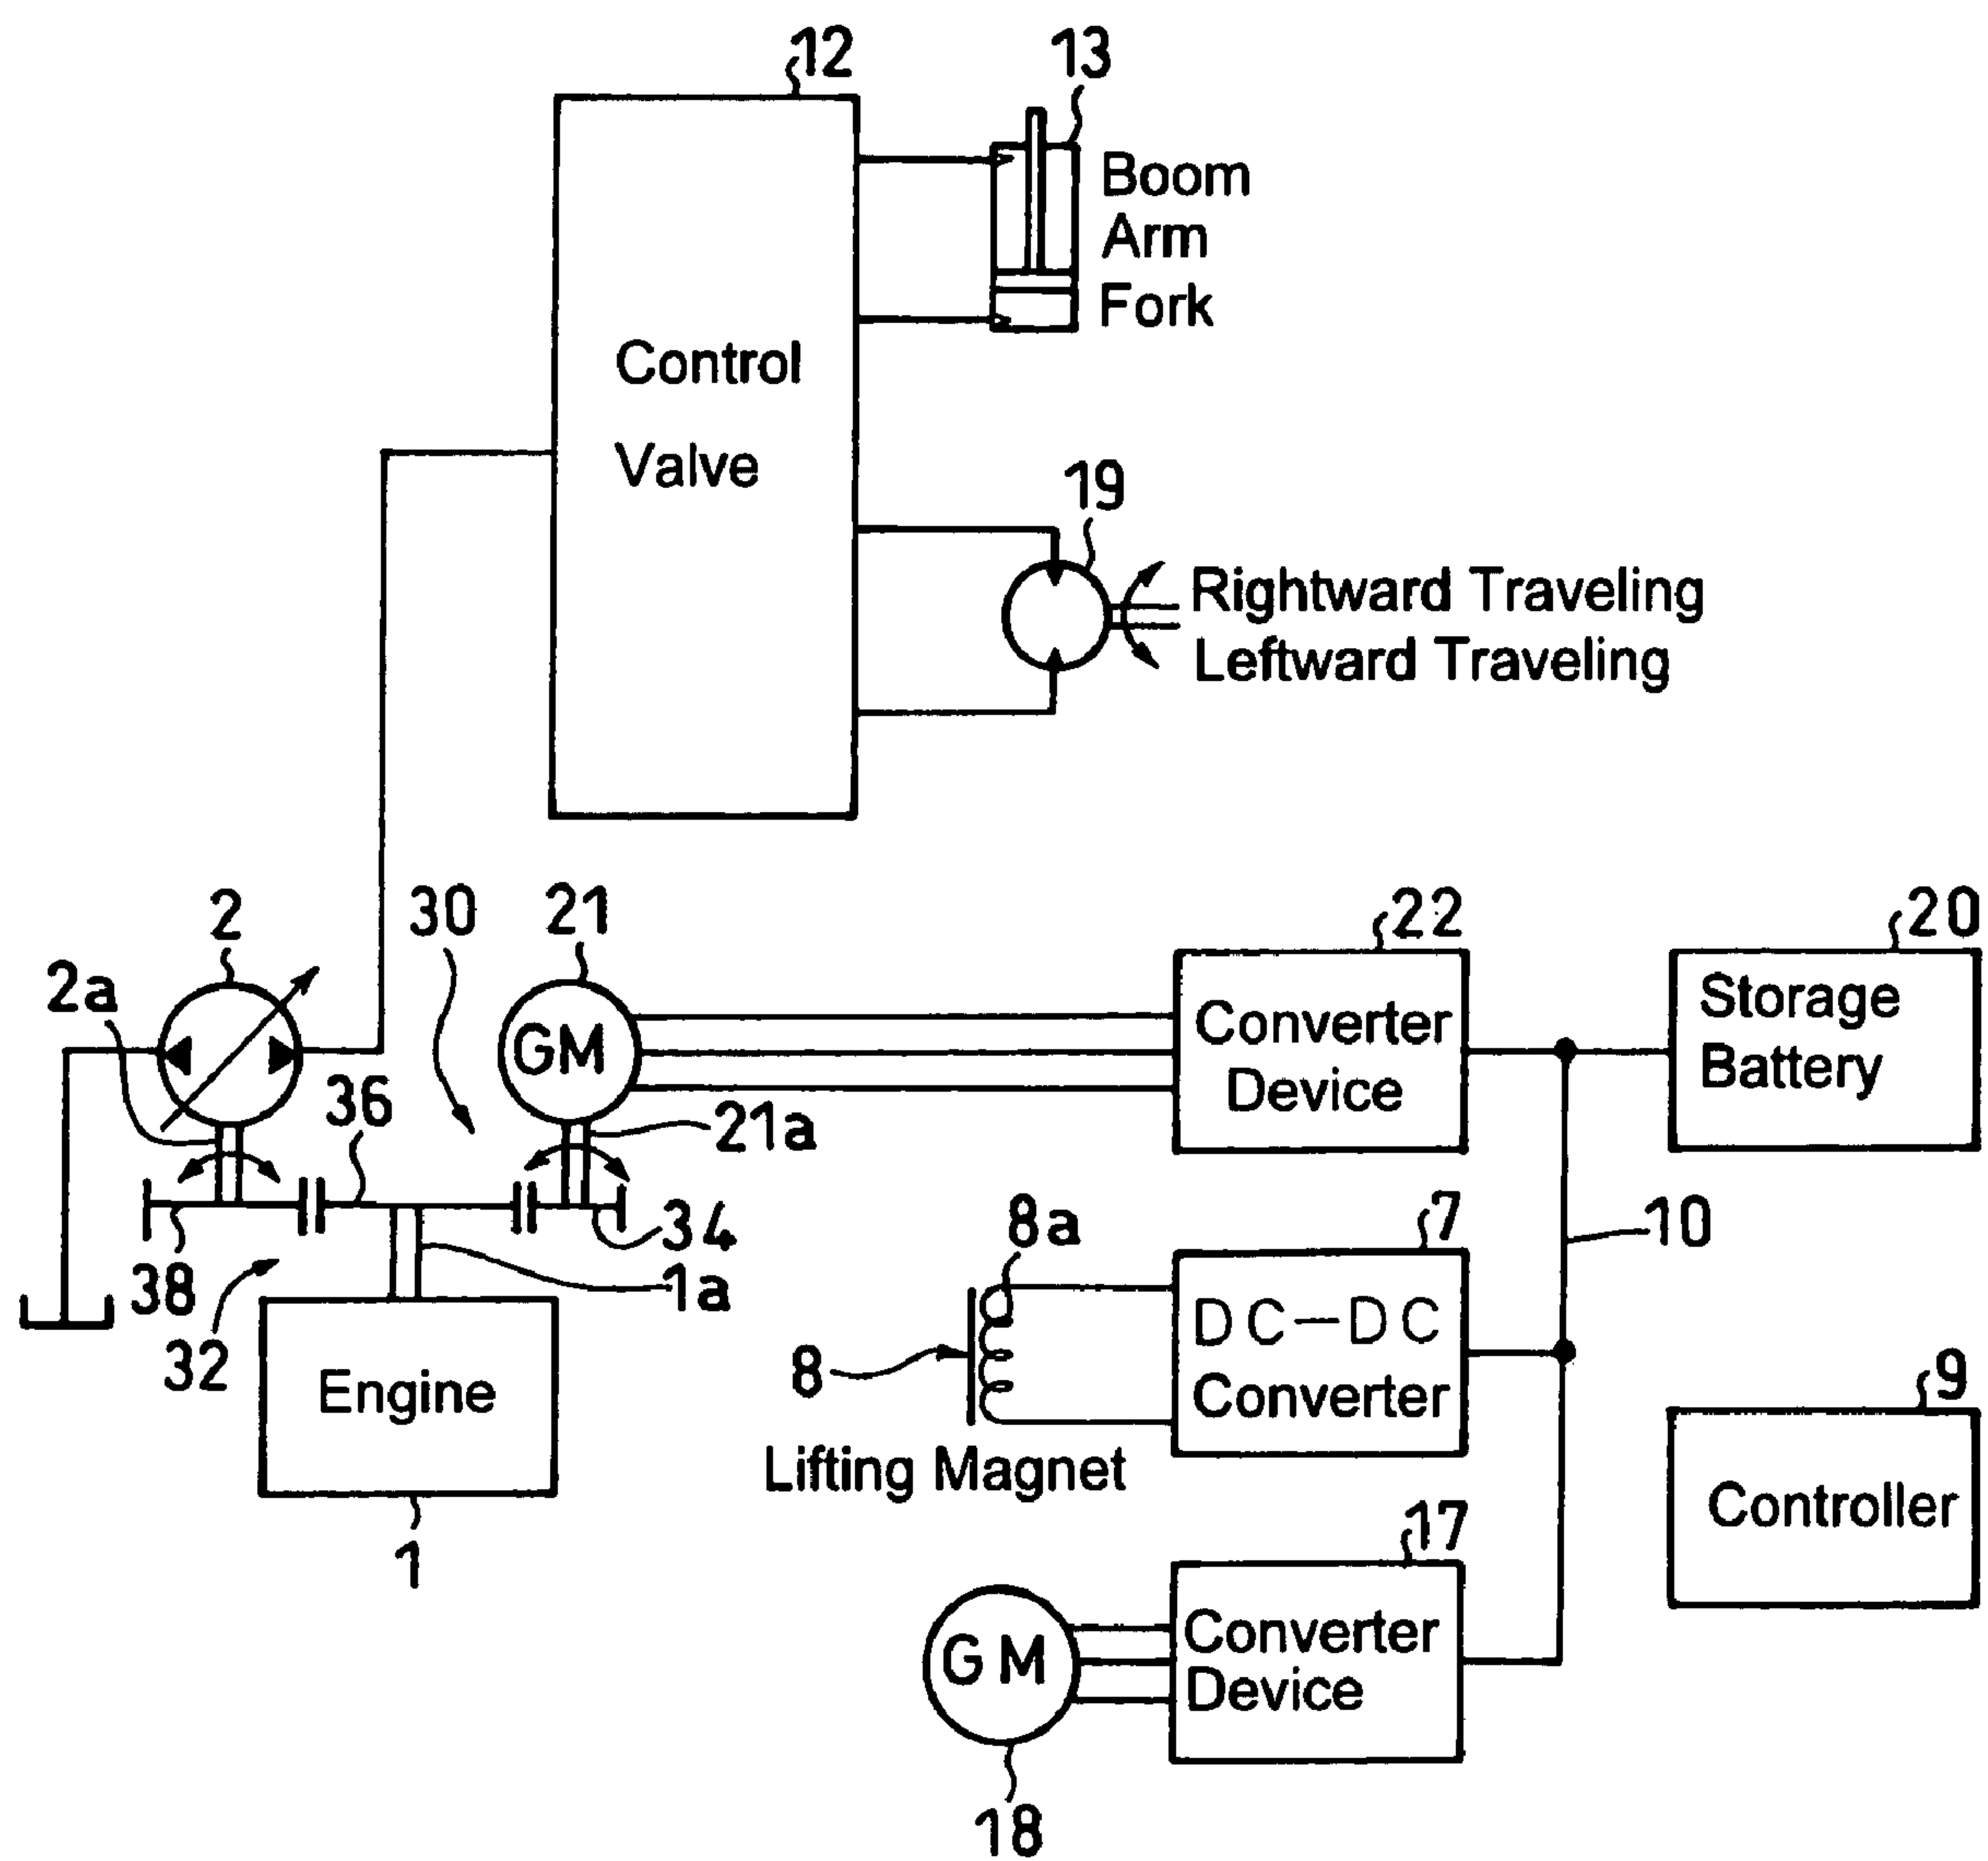 12
13
Boom
Arm
Fork
Control
Valve
19
Rightward Traveling
Leftward Traveling
2
30
21
22
20
2a
GM
Converter
Device
Storage
Battery
36
21a
34
8a
7
10
38
1a
32
8
DC-DC
Converter
9
Engine
Lifting Magnet
Controller
1
17
GM
Converter
Device
18